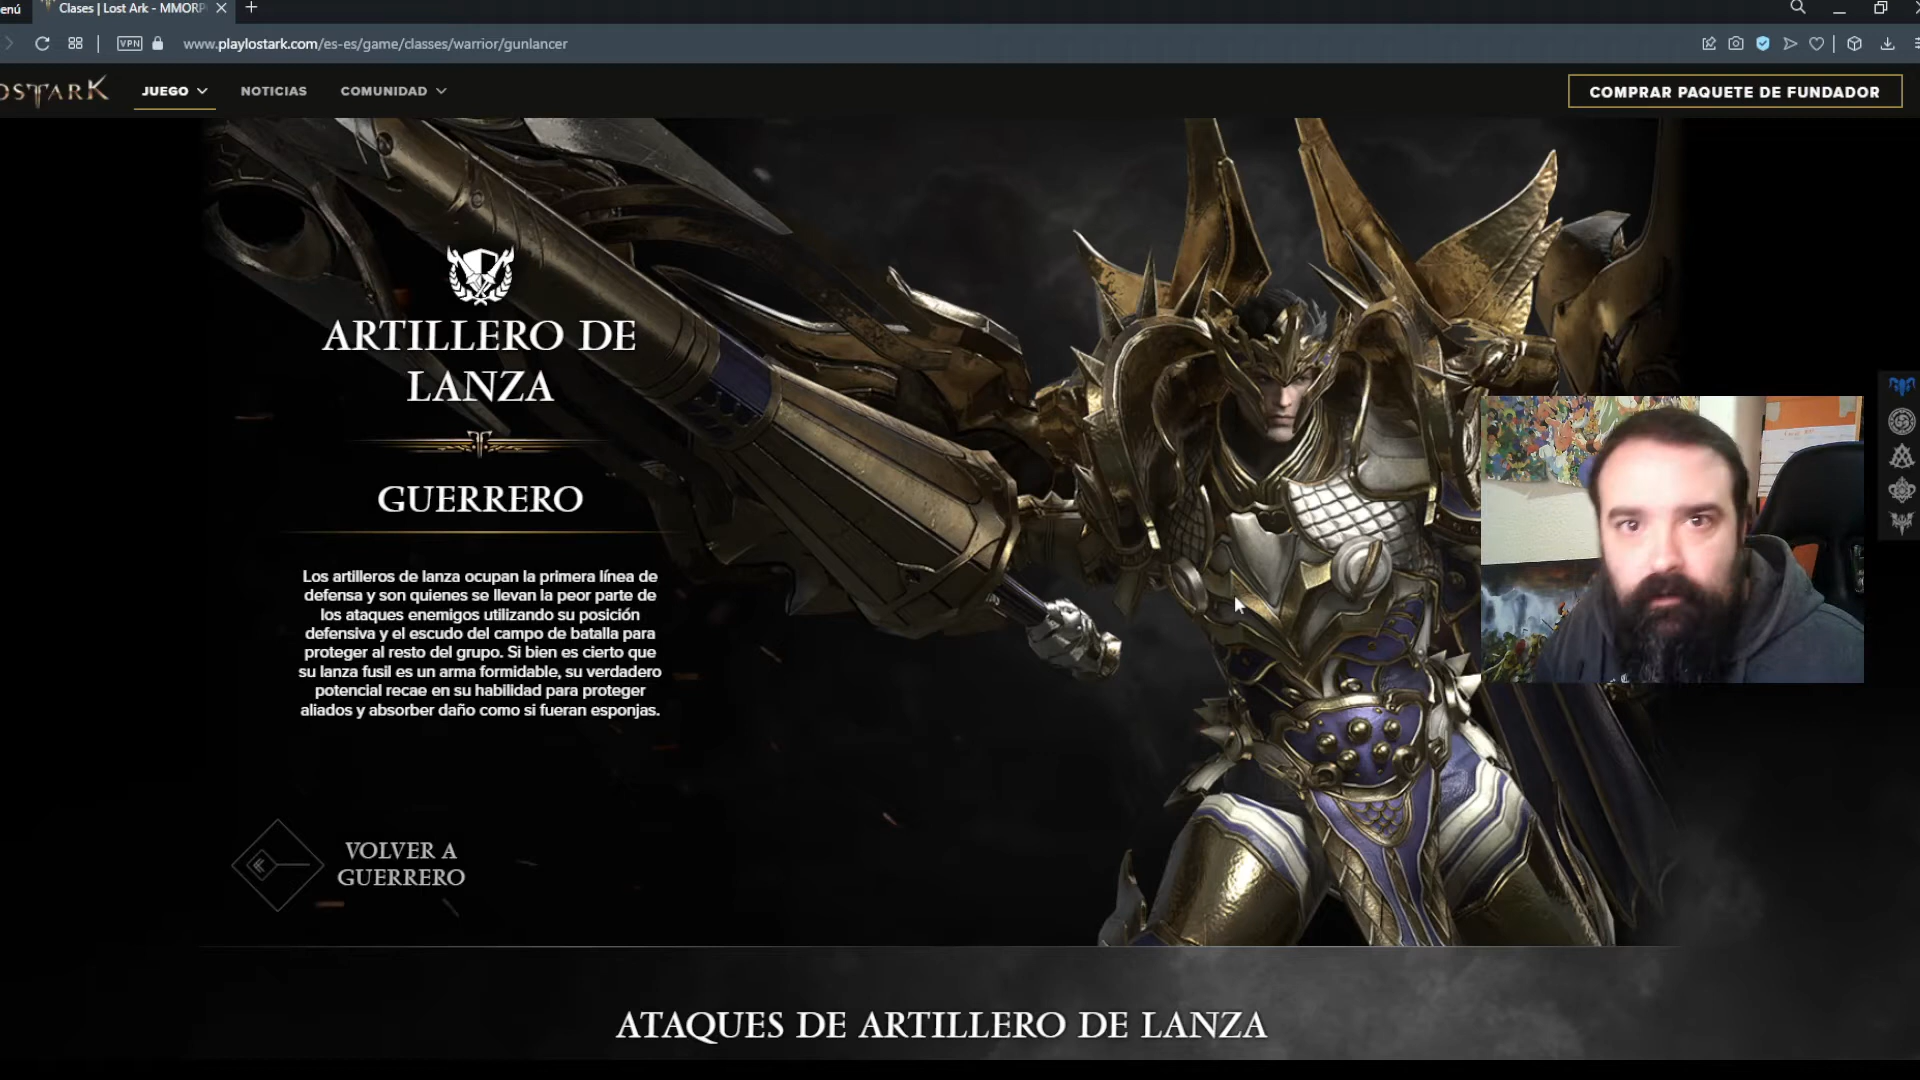 enú
Clases | Lost Ark - MMORP
VPN
www.playlostark.com/es-es/game/classes/warrior/gunlancer
OSTARK
JUEGO
NOTICIAS
COMUNIDAD
COMPRAR PAQUETE DE FUNDADOR
ARTILLERO DE
LANZA
GUERRERO
Los artilleros de lanza ocupan la primera línea de
defensa y son quienes se llevan la peor parte de
los ataques enemigos utilizando su posición
defensiva y el escudo del campo de batalla para
proteger al resto del grupo. Si bien es cierto que
su lanza fusil es un arma formidable, su verdadero
potencial recae en su habilidad para proteger
aliados y absorber daño como si fueran esponjas.
VOLVER A
GUERRERO
ATAQUES DE ARTILLERO DE LANZA